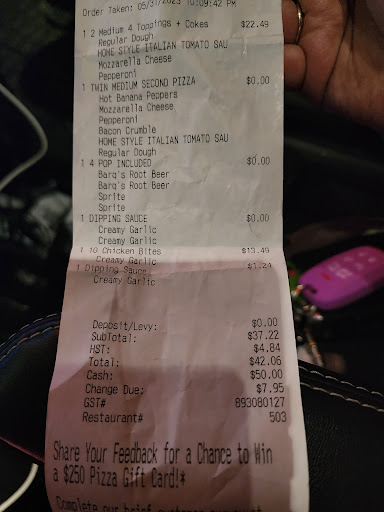 Order Taken: 05/31/2023 10:09:42 PM
1 2 Medium 4 Toppings + Cokes $22.49
Regular Dough
HOME STYLE ITALIAN TOMATO SAU
Mozzarella Cheese
Pepperoni
1 TWIN MEDIUM SECOND PIZZA $0.00
Hot Banana Peppers
Mozzarella Cheese
Pepperoni
Bacon Crumble
HOME STYLE ITALIAN TOMATO SAU
Regular Dough
1 4 POP INCLUDED $0.00
Barq's Root Beer
Barq's Root Beer
Sprite
Sprite
1 DIPPING SAUCE $0.00
Creamy Garlic
Creamy Garlic
1 10 Chicken Bites $13.49
Creamy Garlic
1 Dipping Sauce $1.24
Creamy Garlic
Deposit/Levy: $0.00
SubTotal: $37.22
HST: $4.84
Total: $42.06
Cash: $50.00
Change Due: $7.95
GST# 893080127
Restaurant# 503
Share Your Feedback for a Chance to Win
a $250 Pizza Gift Card!*
Complete our brief customer